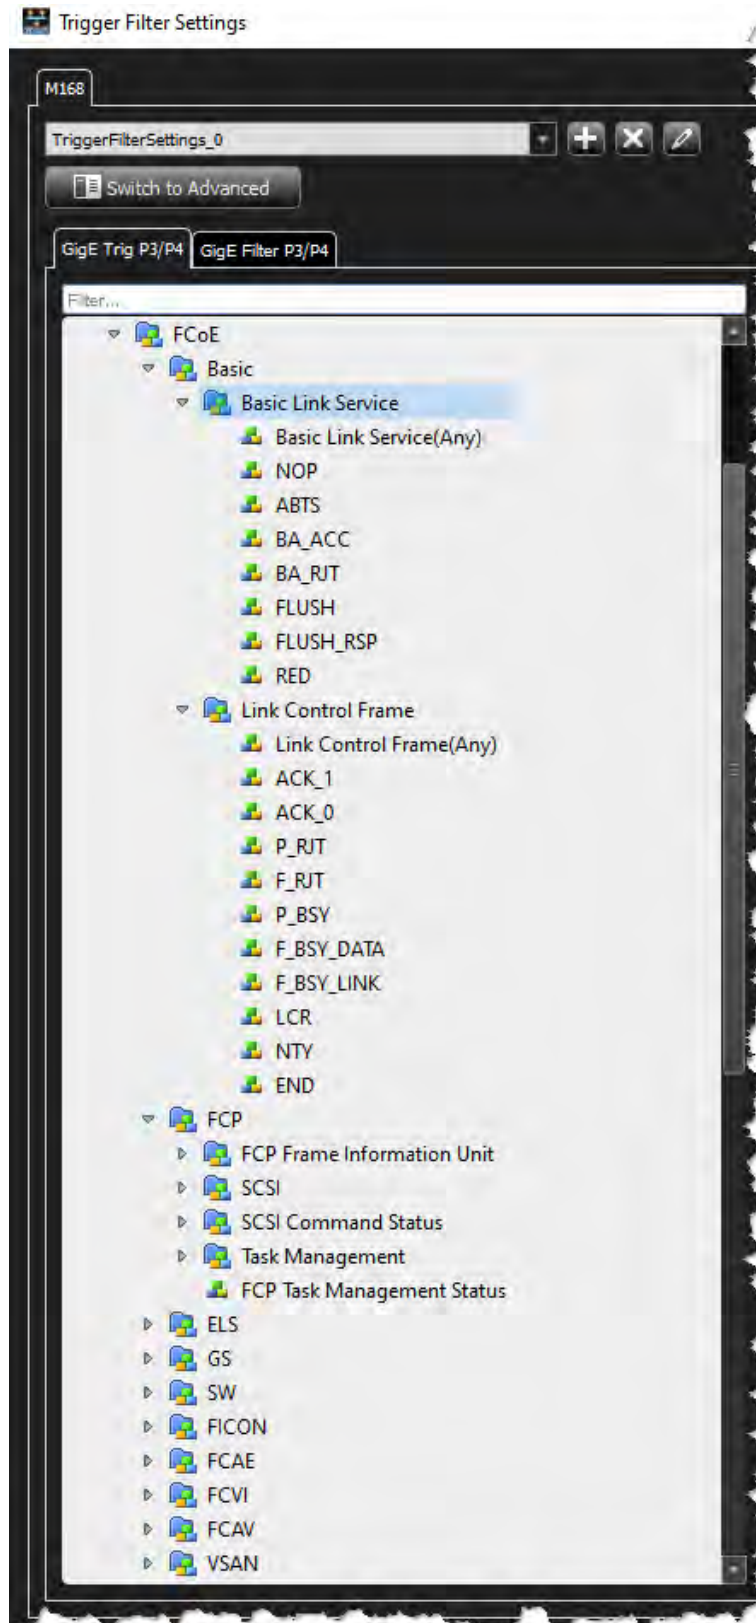 Trigger Filter Settings
M168
TriggerFilterSettings_0
Switch to Advanced
GigE Trig P3/P4 GigE Filter P3/P4
Filter...
FCoE
Basic
Basic Link Service
Basic Link Service(Any)
NOP
ABTS
BA_ACC
BA_RJT
FLUSH
FLUSH_RSP
RED
Link Control Frame
Link Control Frame(Any)
ACK_1
ACK_0
P_RJT
F_RJT
P_BSY
F_BSY_DATA
F_BSY_LINK
LCR
NTY
END
FCP
FCP Frame Information Unit
SCSI
SCSI Command Status
Task Management
FCP Task Management Status
ELS
GS
SW
FICON
FCAE
FCVI
FCAV
VSAN